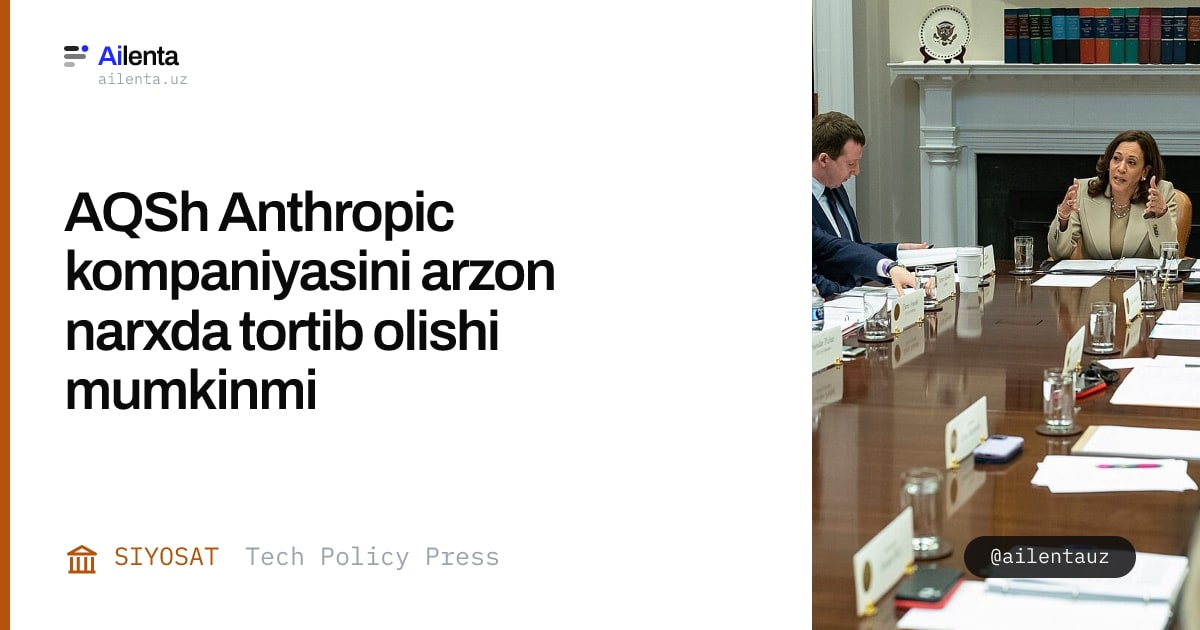 Ailenta
ailenta.uz
AQSh Anthropic
kompaniyasini arzon
narxda tortib olishi
mumkinmi
SIYOSAT Tech Policy Press
@ailentauz